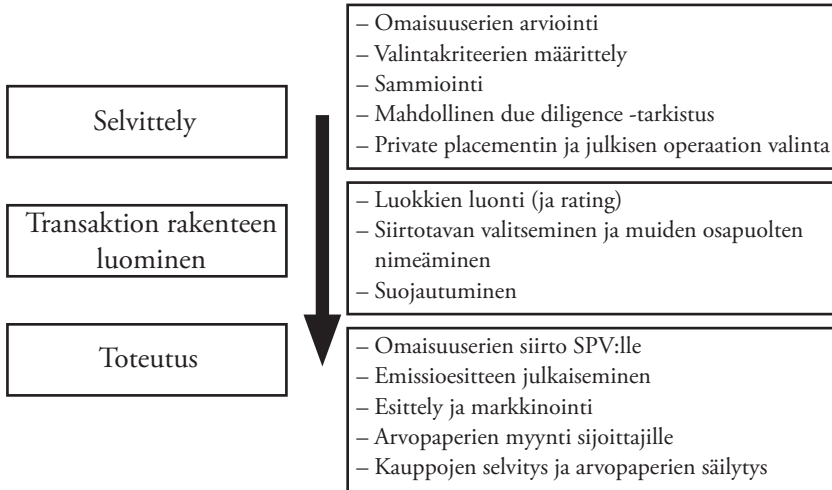 Selvittely
– Omaisuuserien arviointi
– Valintakriteerien määrittely
– Sammiointi
– Mahdollinen due diligence -tarkistus
– Private placementin ja julkisen operaation valinta
Transaktion rakenteen
luominen
– Luokkien luonti (ja rating)
– Siirtotavan valitseminen ja muiden osapuolten
nimeäminen
– Suojautuminen
Toteutus
– Omaisuuserien siirto SPV:lle
– Emissioesitteen julkaiseminen
– Esittely ja markkinointi
– Arvopaperien myynti sijoittajille
– Kauppojen selvitys ja arvopaperien säilytys